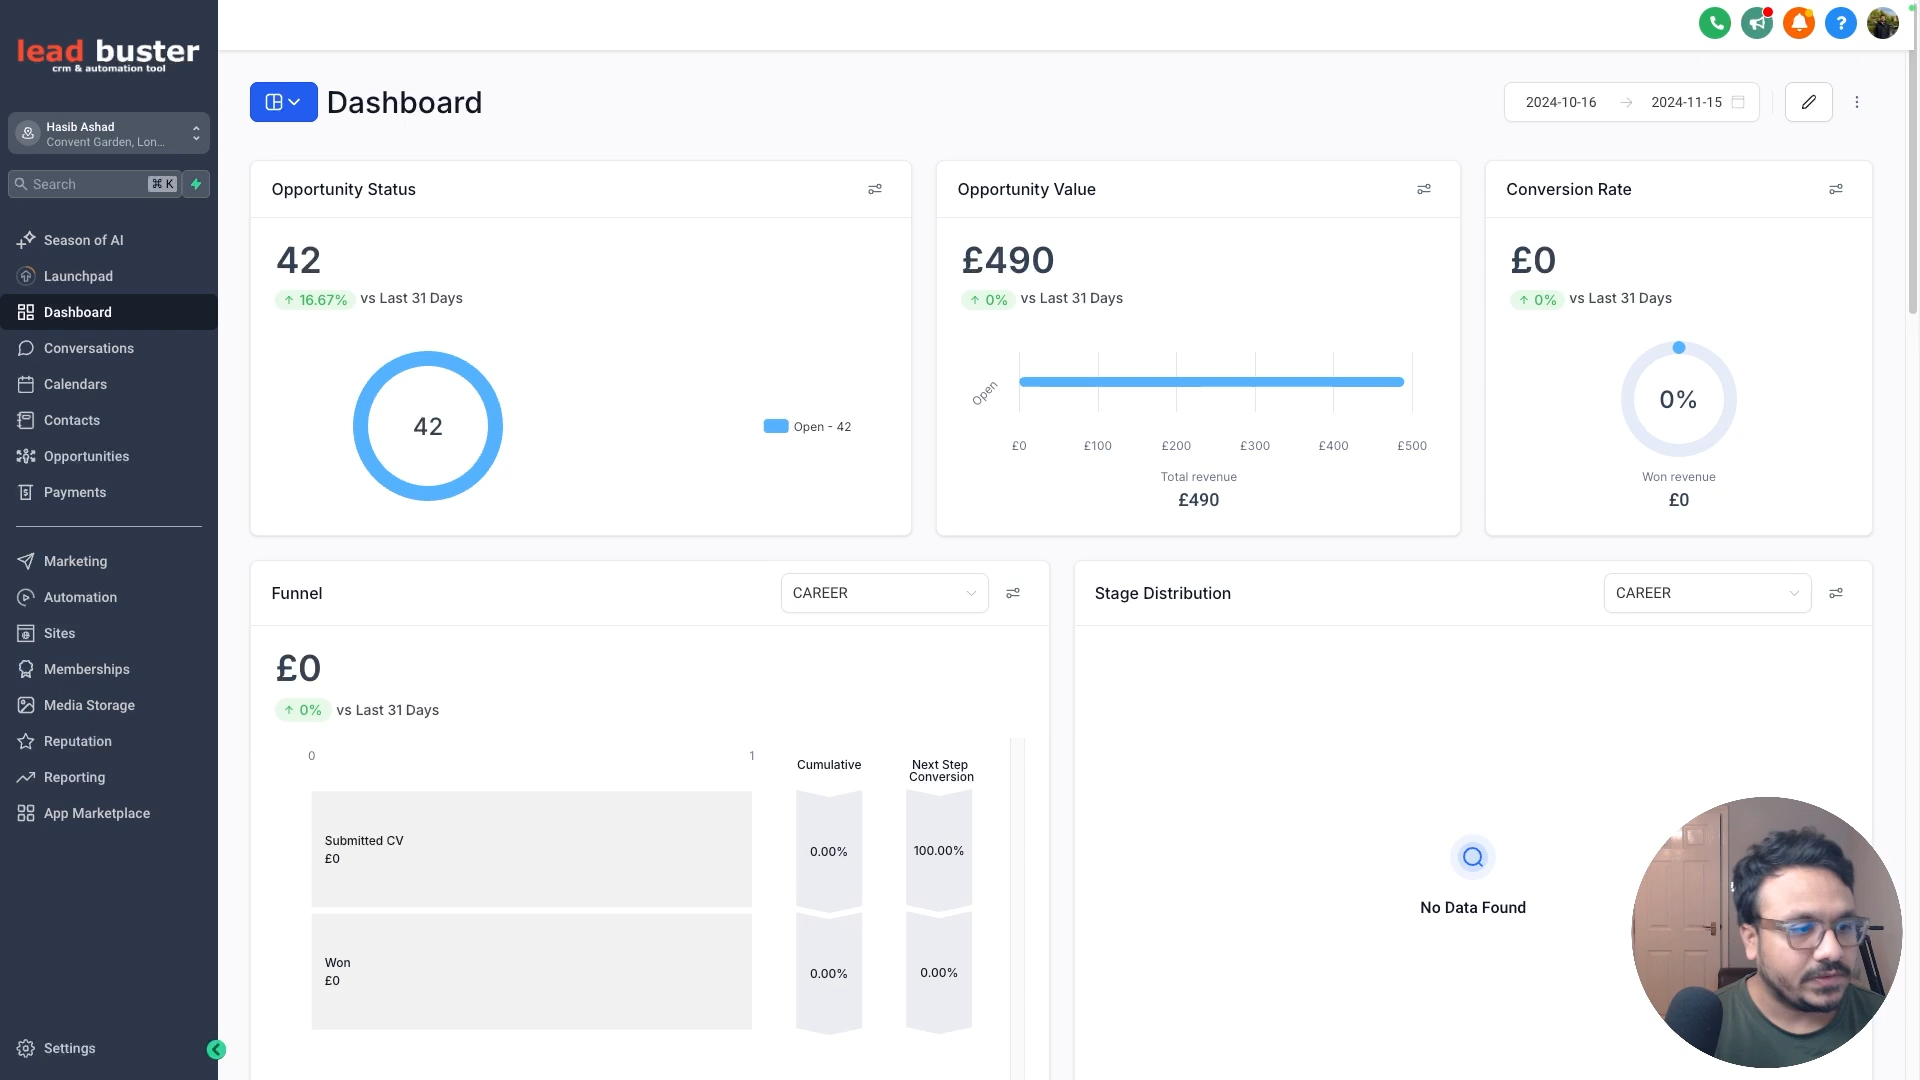 lead buster
crm & automation tool
Hasib Ashad
Convent Garden, Lon...
Search
⌘ K
Season of AI
Launchpad
Dashboard
Conversations
Calendars
Contacts
Opportunities
Payments
Marketing
Automation
Sites
Memberships
Media Storage
Reputation
Reporting
App Marketplace
Settings
?
Dashboard
2024-10-16 → 2024-11-15
Opportunity Status
42
↑ 16.67% vs Last 31 Days
42
Open - 42
Opportunity Value
£490
↑ 0% vs Last 31 Days
Open
£0 £100 £200 £300 £400 £500
Total revenue
£490
Conversion Rate
£0
↑ 0% vs Last 31 Days
0%
Won revenue
£0
Funnel
CAREER
£0
↑ 0% vs Last 31 Days
0 1
Cumulative
Next Step
Conversion
Submitted CV
£0
0.00%
100.00%
Won
£0
0.00%
0.00%
Stage Distribution
CAREER
No Data Found